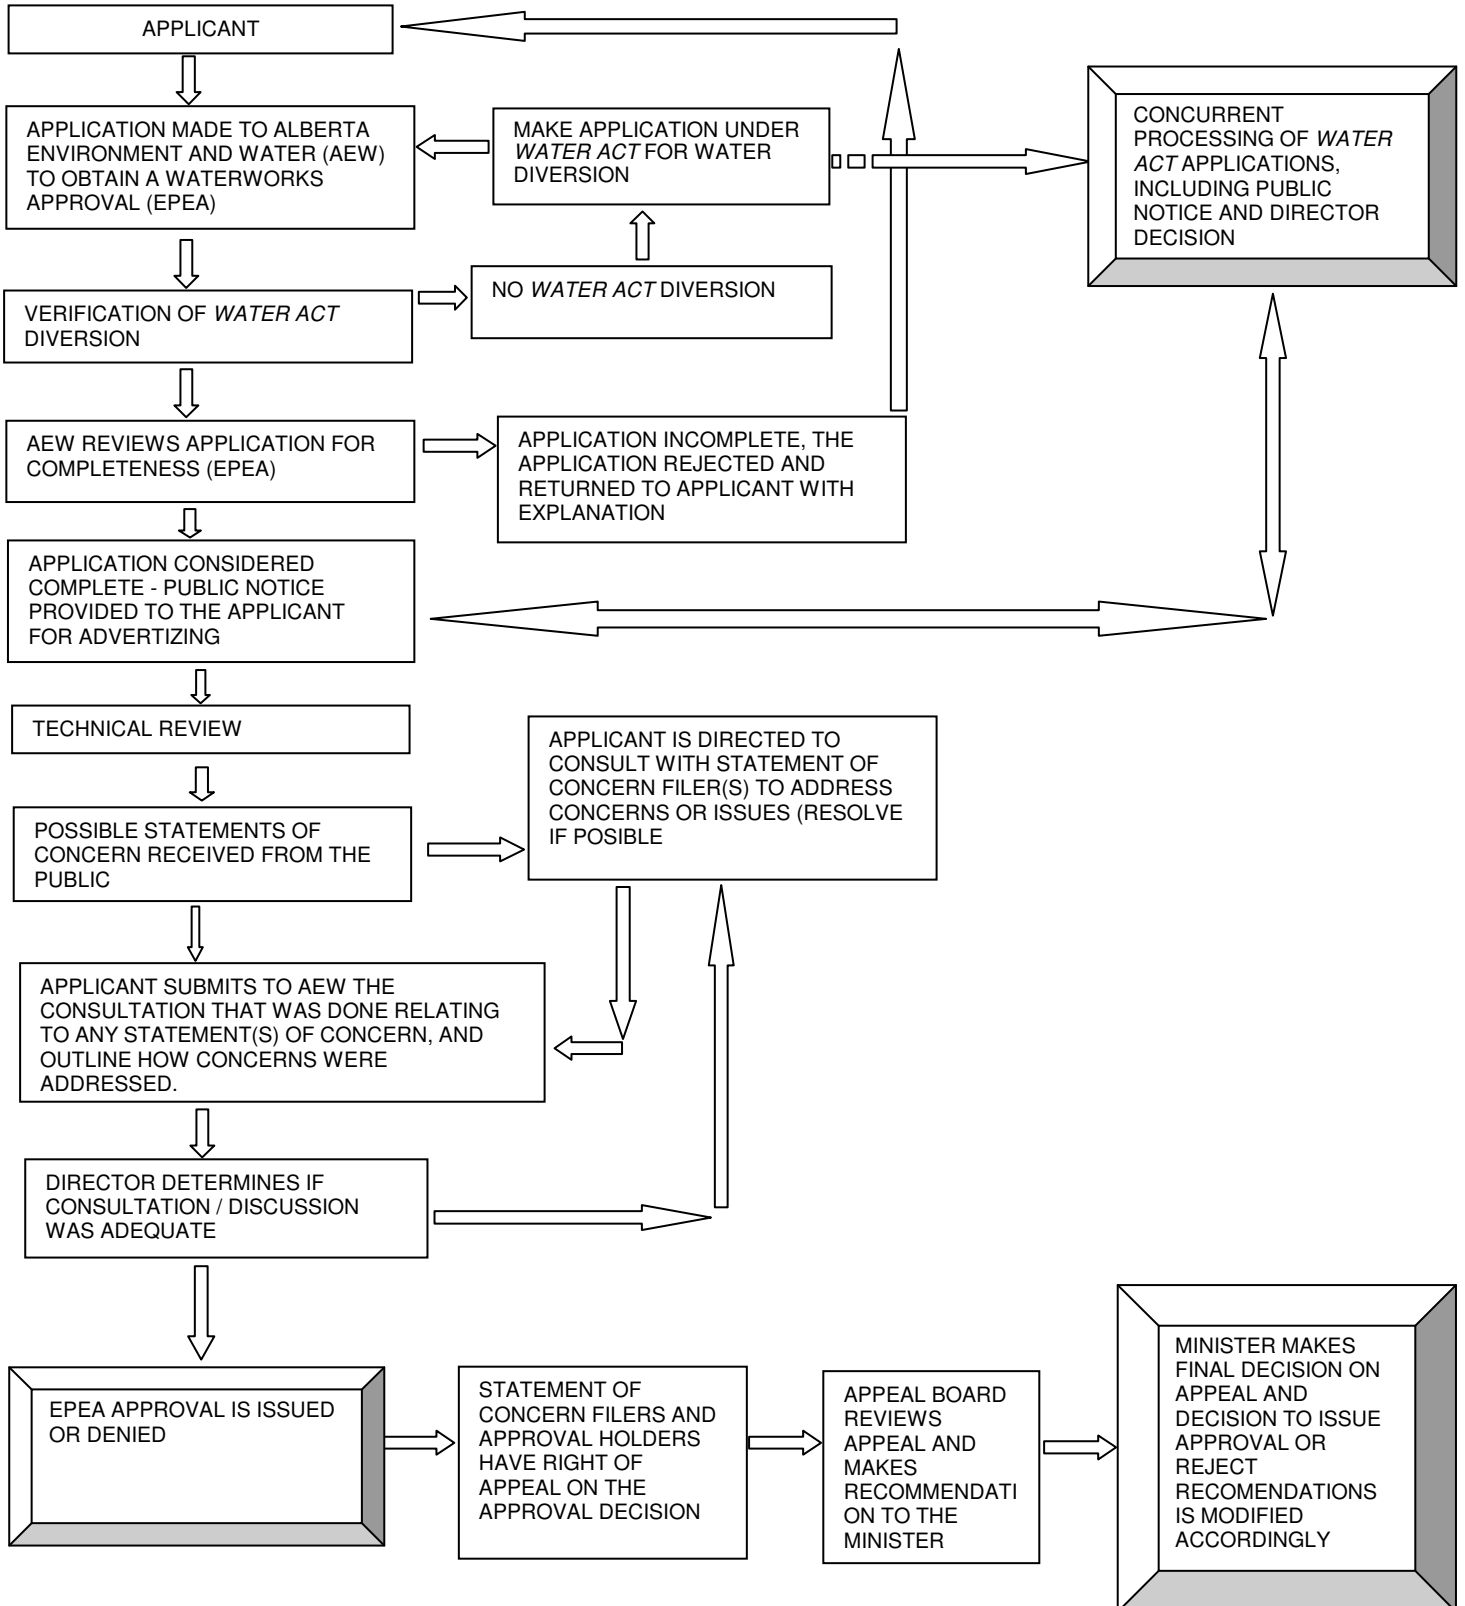 APPLICANT
APPLICATION MADE TO ALBERTA
ENVIRONMENT AND WATER (AEW)
TO OBTAIN A WATERWORKS
APPROVAL (EPEA)
MAKE APPLICATION UNDER
WATER ACT FOR WATER
DIVERSION
CONCURRENT
PROCESSING OF WATER
ACT APPLICATIONS,
INCLUDING PUBLIC
NOTICE AND DIRECTOR
DECISION
VERIFICATION OF WATER ACT
DIVERSION
NO WATER ACT DIVERSION
AEW REVIEWS APPLICATION FOR
COMPLETENESS (EPEA)
APPLICATION INCOMPLETE, THE
APPLICATION REJECTED AND
RETURNED TO APPLICANT WITH
EXPLANATION
APPLICATION CONSIDERED
COMPLETE - PUBLIC NOTICE
PROVIDED TO THE APPLICANT
FOR ADVERTIZING
TECHNICAL REVIEW
APPLICANT IS DIRECTED TO
CONSULT WITH STATEMENT OF
CONCERN FILER(S) TO ADDRESS
CONCERNS OR ISSUES (RESOLVE
IF POSIBLE
POSSIBLE STATEMENTS OF
CONCERN RECEIVED FROM THE
PUBLIC
APPLICANT SUBMITS TO AEW THE
CONSULTATION THAT WAS DONE RELATING
TO ANY STATEMENT(S) OF CONCERN, AND
OUTLINE HOW CONCERNS WERE
ADDRESSED.
DIRECTOR DETERMINES IF
CONSULTATION / DISCUSSION
WAS ADEQUATE
EPEA APPROVAL IS ISSUED
OR DENIED
STATEMENT OF
CONCERN FILERS AND
APPROVAL HOLDERS
HAVE RIGHT OF
APPEAL ON THE
APPROVAL DECISION
APPEAL BOARD
REVIEWS
APPEAL AND
MAKES
RECOMMENDATI
ON TO THE
MINISTER
MINISTER MAKES
FINAL DECISION ON
APPEAL AND
DECISION TO ISSUE
APPROVAL OR
REJECT
RECOMENDATIONS
IS MODIFIED
ACCORDINGLY